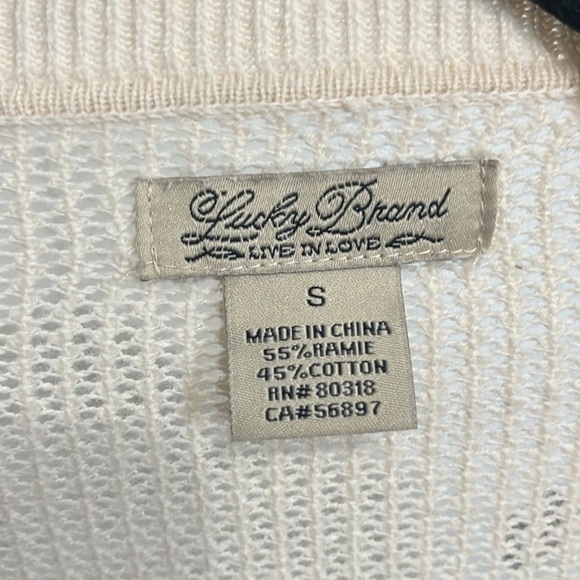 Lucky Brand
LIVE IN LOVE
S
MADE IN CHINA
55%RAMIE
45%COTTON
RN#80318
CA#56897